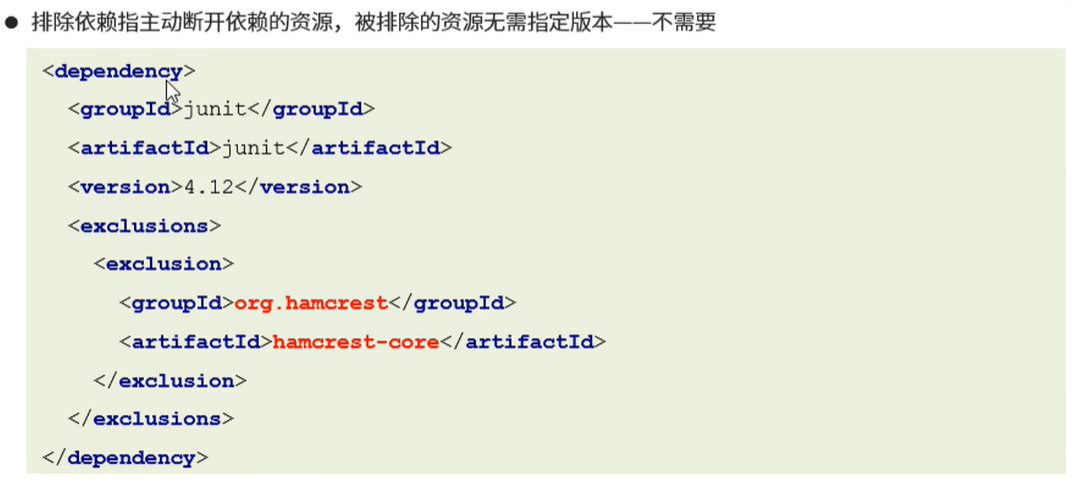 ● 排除依赖指主动断开依赖的资源，被排除的资源无需指定版本——不需要
<dependency>
<groupId>junit</groupId>
<artifactId>junit</artifactId>
<version>4.12</version>
<exclusions>
<exclusion>
<groupId>org.hamcrest</groupId>
<artifactId>hamcrest-core</artifactId>
</exclusion>
</exclusions>
</dependency>